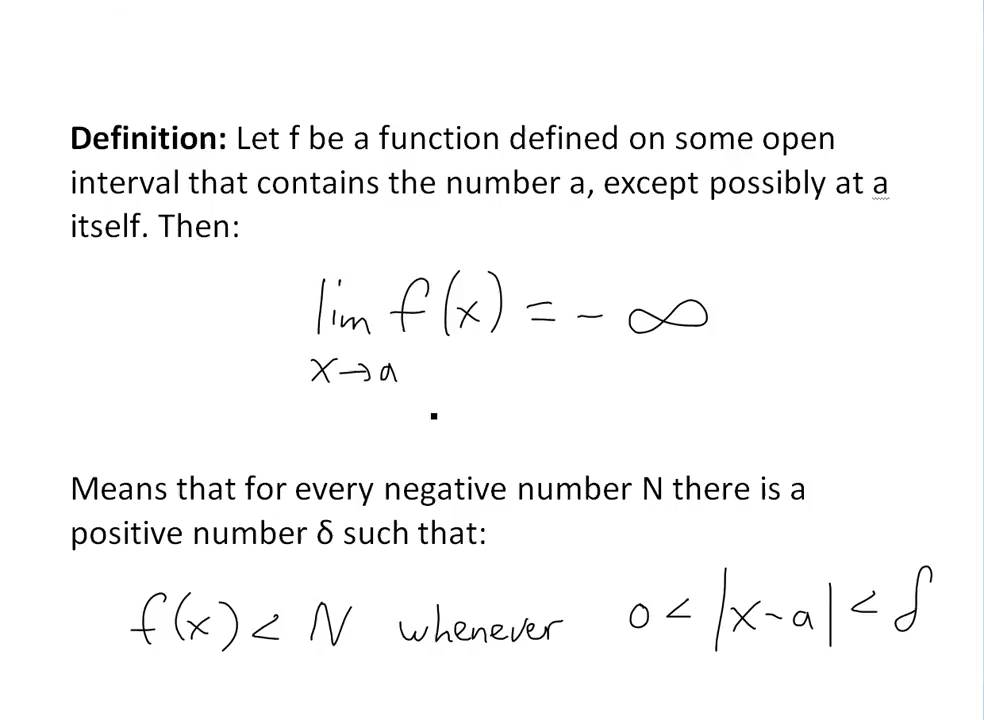 Definition: Let f be a function defined on some open
interval that contains the number a, except possibly at a
itself. Then:
lim f(x) = - ∞
x→a
Means that for every negative number N there is a
positive number δ such that:
f(x) < N whenever 0 < |x-a| < δ